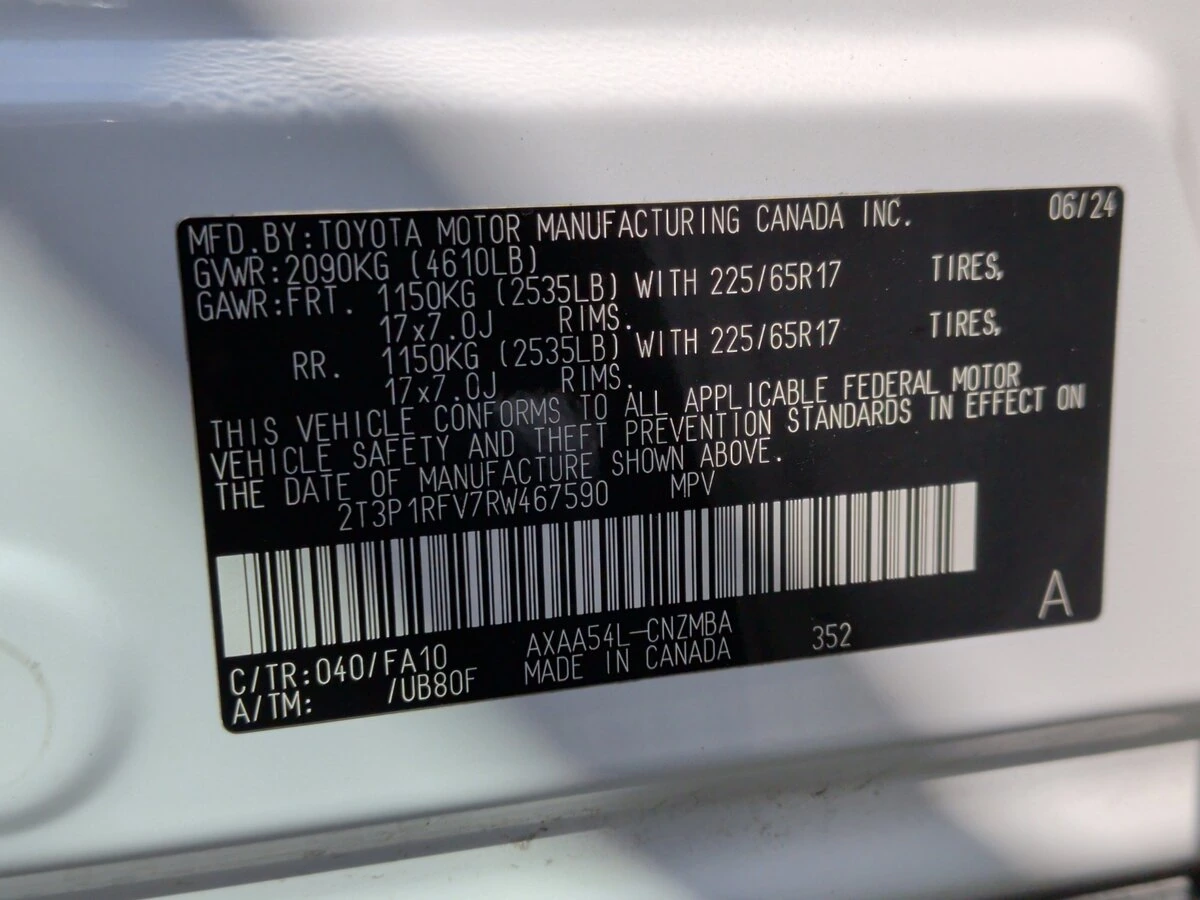 MFD.BY:TOYOTA MOTOR MANUFACTURING CANADA INC. 06/24
GVWR:2090KG (4610LB)
GAWR:FRT. 1150KG (2535LB) WITH 225/65R17 TIRES,
17x7.0J RIMS.
RR. 1150KG (2535LB) WITH 225/65R17 TIRES,
17x7.0J RIMS.
THIS VEHICLE CONFORMS TO ALL APPLICABLE FEDERAL MOTOR
VEHICLE SAFETY AND THEFT PREVENTION STANDARDS IN EFFECT ON
THE DATE OF MANUFACTURE SHOWN ABOVE.
2T3P1RFV7RW467590 MPV
C/TR:040/FA10 AXAA54L-CNZMBA 352 A
A/TM: /UB80F MADE IN CANADA